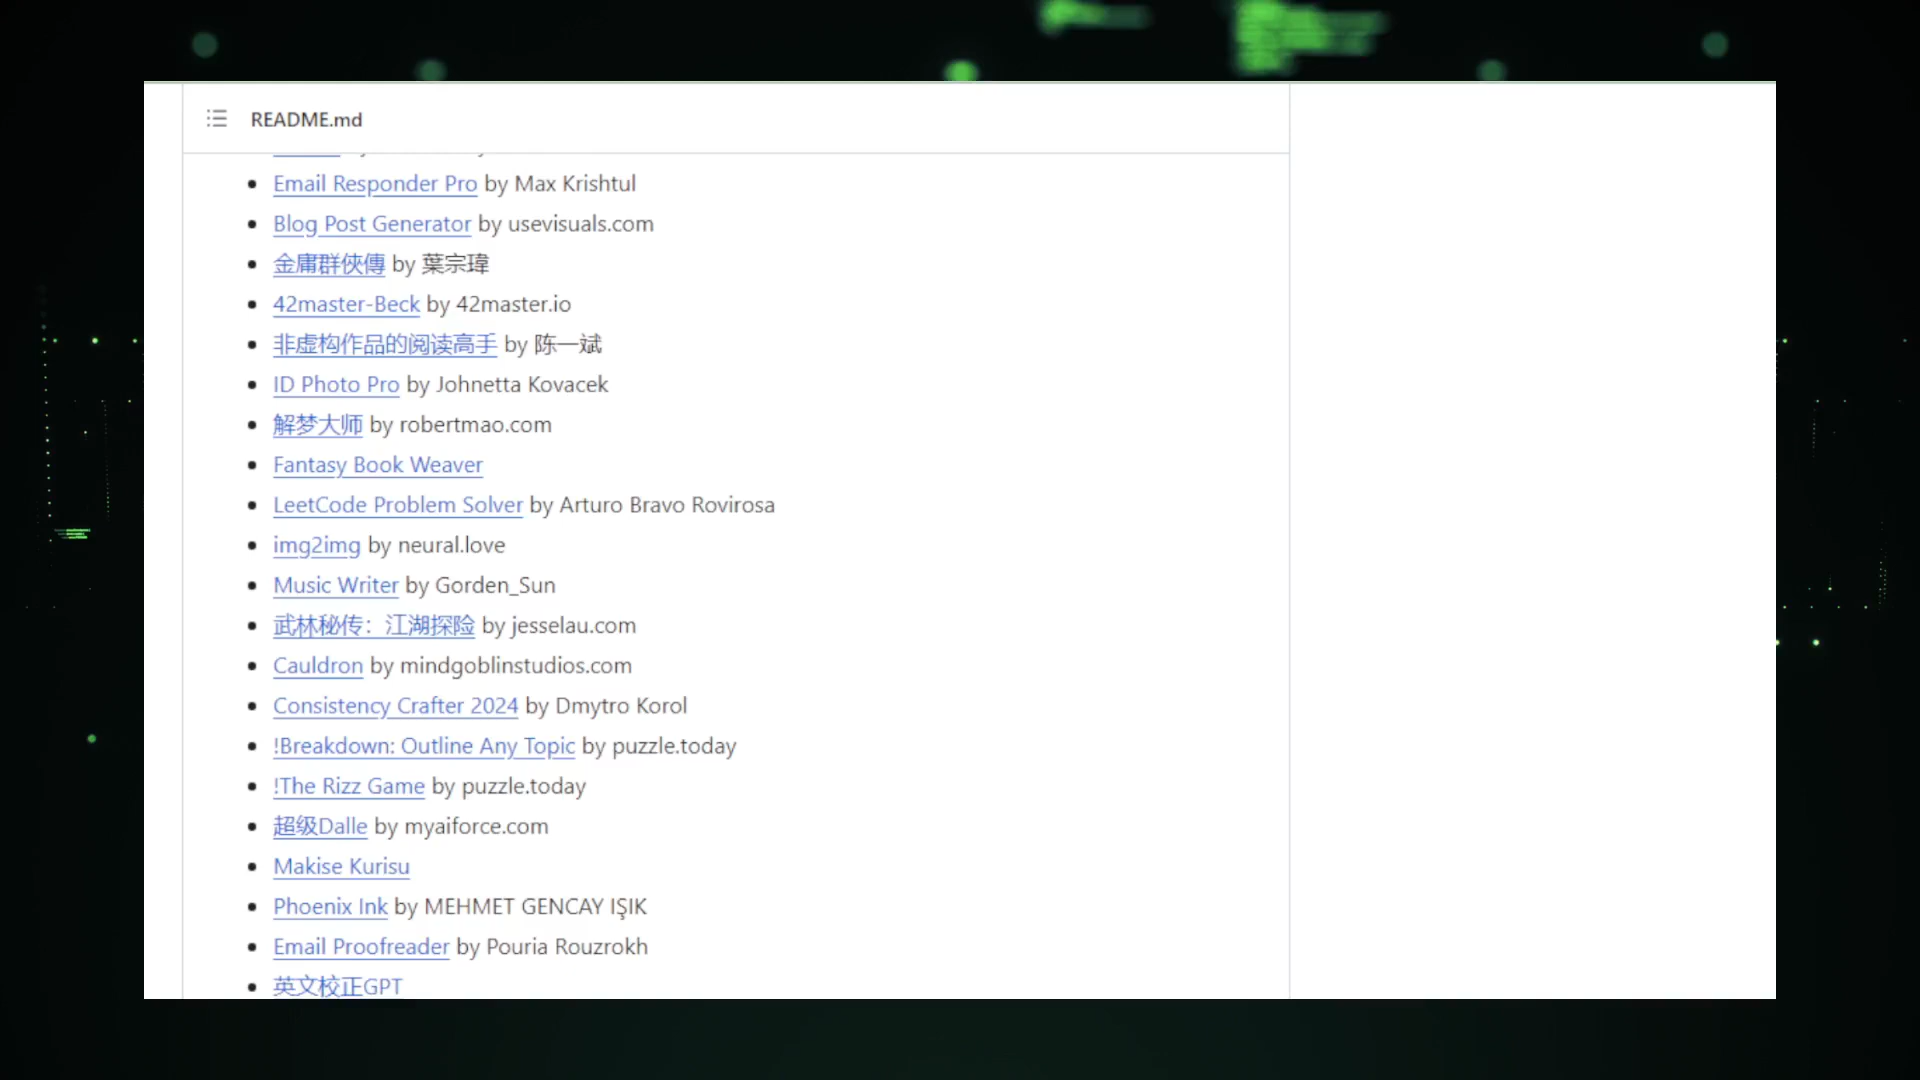 README.md
Email Responder Pro by Max Krishtul
Blog Post Generator by usevisuals.com
金庸群俠傳 by 葉宗瑋
42master-Beck by 42master.io
非虚构作品的阅读高手 by 陈一斌
ID Photo Pro by Johnetta Kovacek
解梦大师 by robertmao.com
Fantasy Book Weaver
LeetCode Problem Solver by Arturo Bravo Rovirosa
img2img by neural.love
Music Writer by Gorden_Sun
武林秘传：江湖探险 by jesselau.com
Cauldron by mindgoblinstudios.com
Consistency Crafter 2024 by Dmytro Korol
!Breakdown: Outline Any Topic by puzzle.today
!The Rizz Game by puzzle.today
超级Dalle by myaiforce.com
Makise Kurisu
Phoenix Ink by MEHMET GENCAY IŞIK
Email Proofreader by Pouria Rouzrokh
英文校正GPT